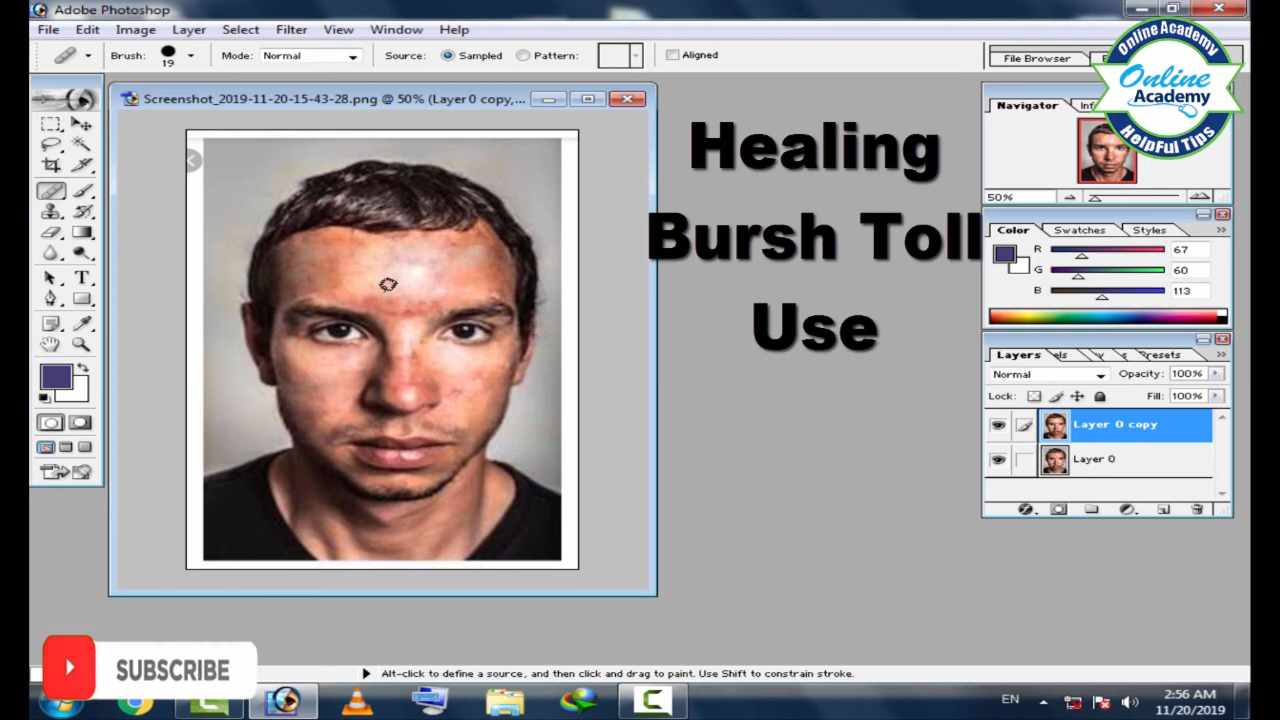 Adobe Photoshop
File Edit Image Layer Select Filter View Window Help
Brush: 19 Mode: Normal Source: Sampled Pattern: Aligned
File Browser
Online Academy
Online
Academy
HelpFul Tips
Screenshot_2019-11-20-15-43-28.png @ 50% (Layer 0 copy,...
Navigator
50%
Healing
Bursh Toll
Use
Color Swatches Styles
R 67
G 60
B 113
Layers Presets
Normal Opacity: 100%
Lock: Fill: 100%
Layer 0 copy
Layer 0
T
SUBSCRIBE
Alt-click to define a source, and then click and drag to paint. Use Shift to constrain stroke.
EN
2:56 AM
11/20/2019